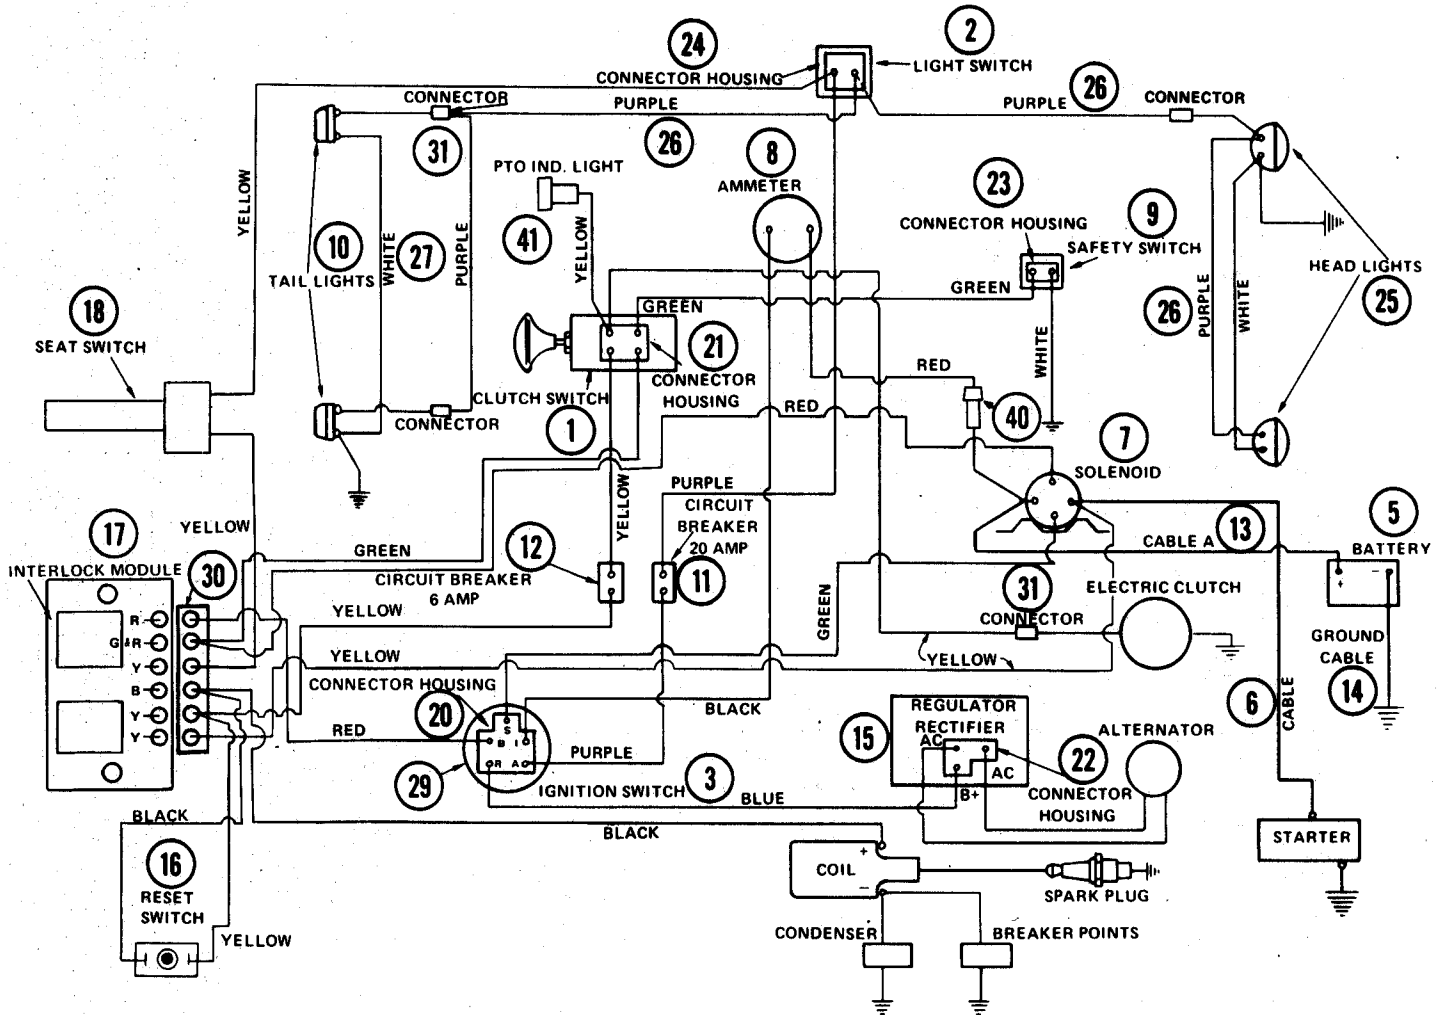 24
2
CONNECTOR HOUSING
LIGHT SWITCH
CONNECTOR
PURPLE
PURPLE
26
CONNECTOR
31
26
8
PTO IND. LIGHT
AMMETER
23
9
YELLOW
CONNECTOR HOUSING
SAFETY SWITCH
10
TAIL LIGHTS
WHITE
27
PURPLE
41
YELLOW
HEAD LIGHTS
25
GREEN
GREEN
26
PURPLE
WHITE
18
SEAT SWITCH
21
CONNECTOR
HOUSING
CLUTCH SWITCH
1
RED
WHITE
RED
40
CONNECTOR
7
SOLENOID
PURPLE
YELLOW
CIRCUIT
BREAKER
20 AMP
11
17
YELLOW
GREEN
12
13
CABLE A
5
BATTERY
+
−
INTERLOCK MODULE
30
CIRCUIT BREAKER
6 AMP
YELLOW
31
CONNECTOR
ELECTRIC CLUTCH
GREEN
R
G+R
Y
B
Y
Y
YELLOW
YELLOW
GROUND
CABLE
14
CONNECTOR HOUSING
20
S
B
I
R
A
RED
PURPLE
BLACK
29
IGNITION SWITCH
3
BLUE
15
REGULATOR
RECTIFIER
AC
AC
B+
22
CONNECTOR
HOUSING
ALTERNATOR
6
CABLE
BLACK
BLACK
STARTER
16
RESET
SWITCH
YELLOW
+
COIL
−
SPARK PLUG
CONDENSER
BREAKER POINTS